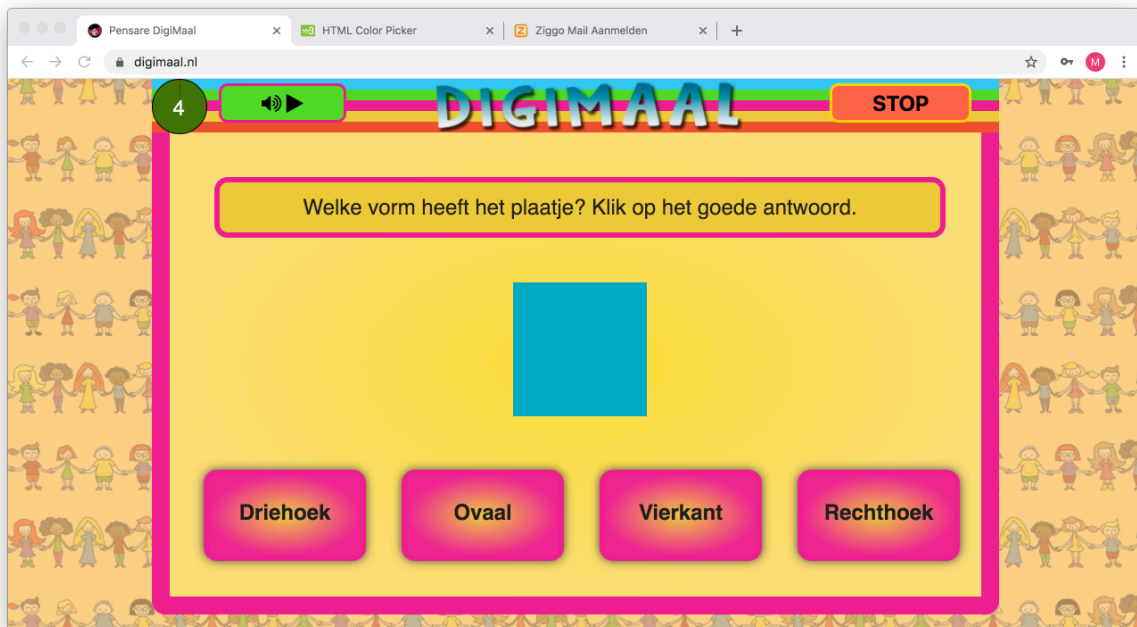 Pensare DigiMaal
HTML Color Picker
Ziggo Mail Aanmelden
digimaal.nl
M
4
DIGIMAAL
STOP
Welke vorm heeft het plaatje? Klik op het goede antwoord.
Driehoek
Ovaal
Vierkant
Rechthoek